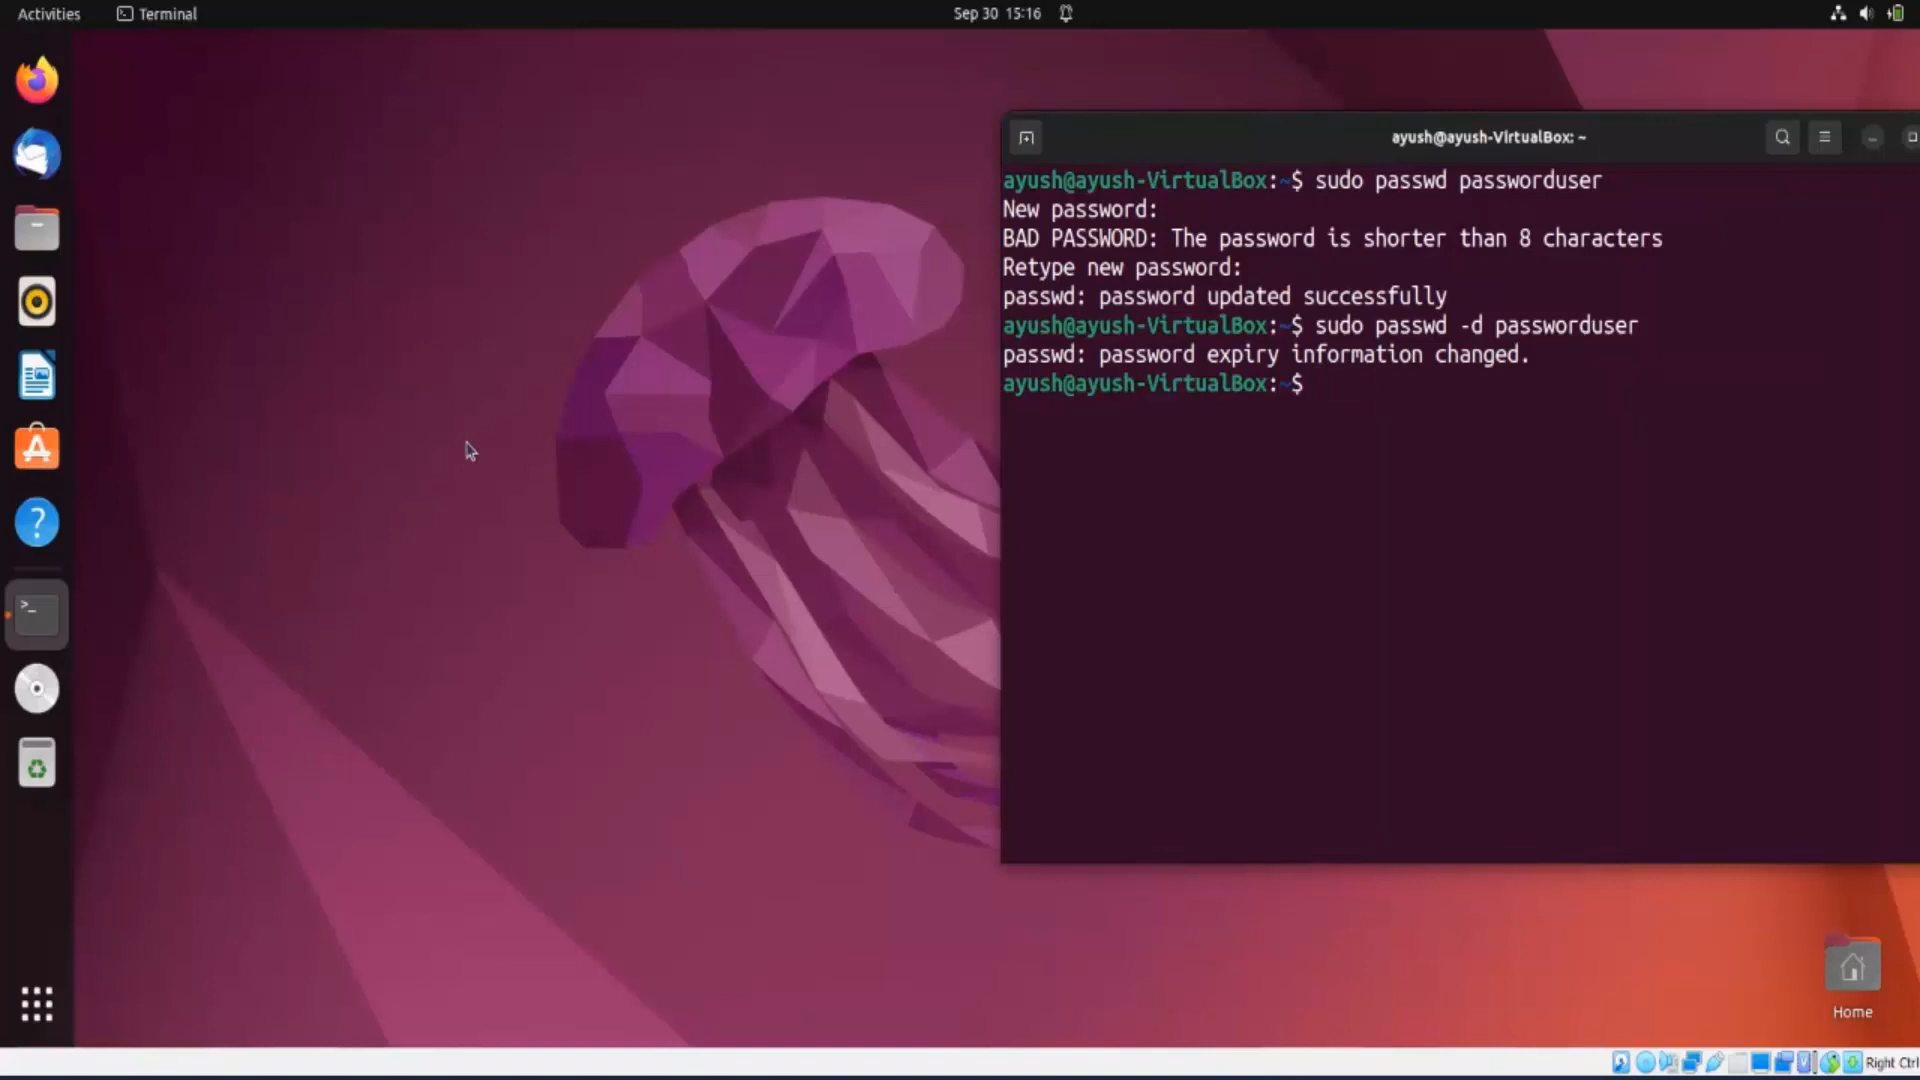 Activities
Terminal
Sep 30 15:16
ayush@ayush-VirtualBox: ~
ayush@ayush-VirtualBox:~$ sudo passwd passworduser
New password:
BAD PASSWORD: The password is shorter than 8 characters
Retype new password:
passwd: password updated successfully
ayush@ayush-VirtualBox:~$ sudo passwd -d passworduser
passwd: password expiry information changed.
ayush@ayush-VirtualBox:~$
Home
Right Ctrl